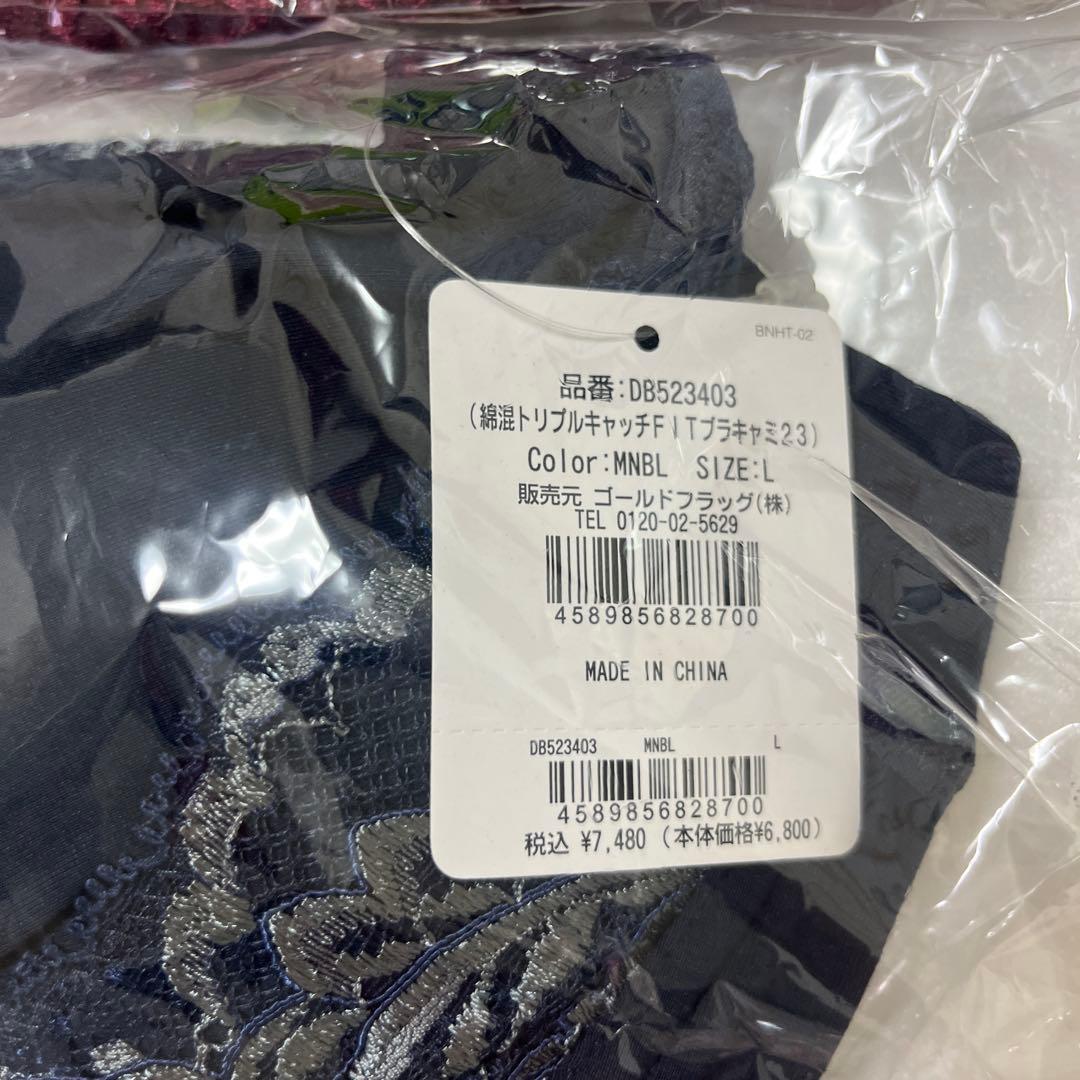 BNHT-02
品番:DB523403
(綿混トリプルキャッチFITブラキャミ23)
Color:MNBL SIZE:L
販売元 ゴールドフラッグ(株)
TEL 0120-02-5629
4589856828700
MADE IN CHINA
DB523403 MNBL L
4589856828700
税込 ¥7,480 (本体価格¥6,800)